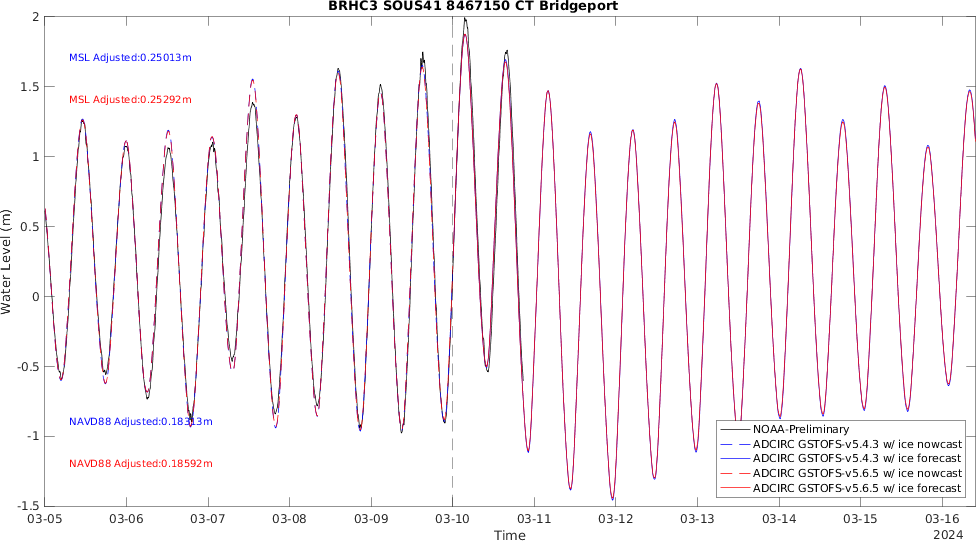 BRHC3 SOUS41 8467150 CT Bridgeport
2
1.5
1
0.5
0
-0.5
-1
-1.5
Water Level (m)
MSL Adjusted:0.25013m
MSL Adjusted:0.25292m
NAVD88 Adjusted:0.18313m
NAVD88 Adjusted:0.18592m
NOAA-Preliminary
ADCIRC GSTOFS-v5.4.3 w/ ice nowcast
ADCIRC GSTOFS-v5.4.3 w/ ice forecast
ADCIRC GSTOFS-v5.6.5 w/ ice nowcast
ADCIRC GSTOFS-v5.6.5 w/ ice forecast
03-05 03-06 03-07 03-08 03-09 03-10 03-11 03-12 03-13 03-14 03-15 03-16
2024
Time